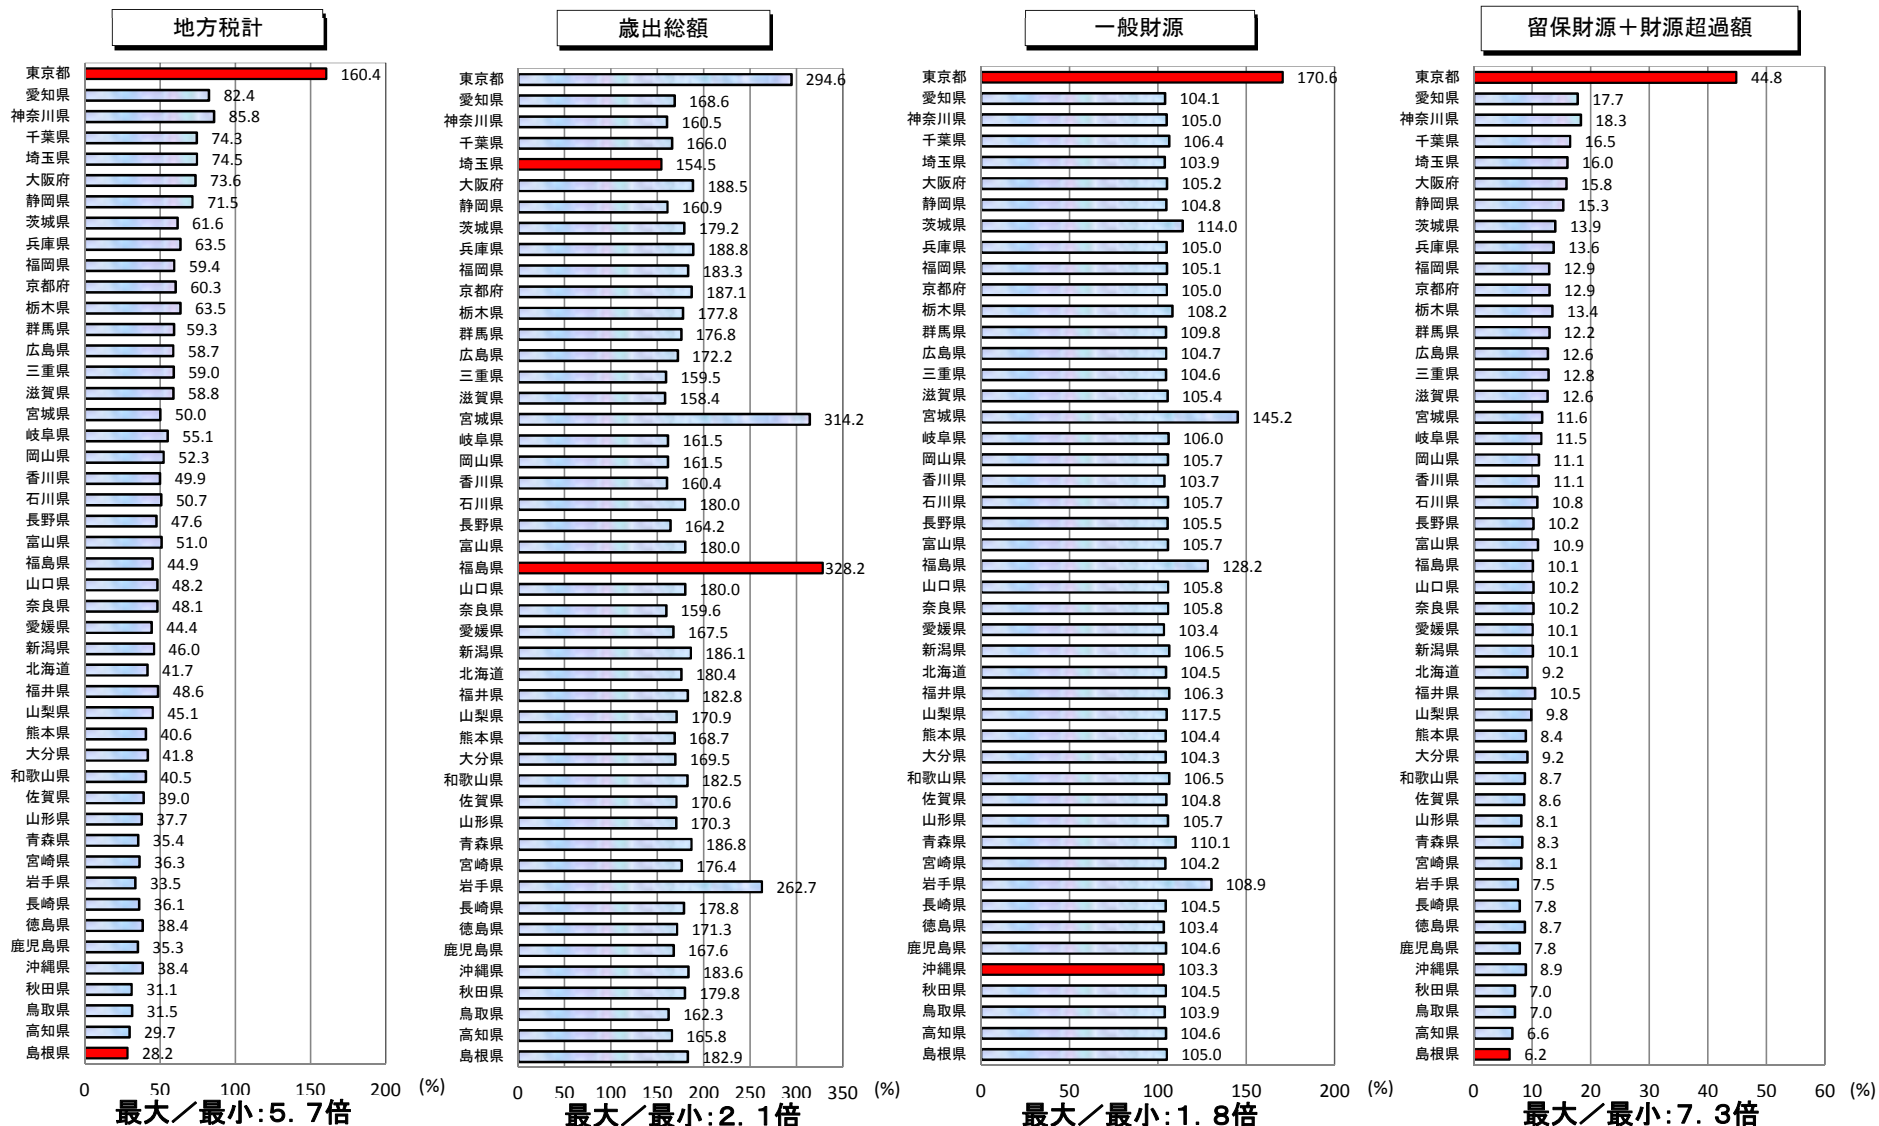 地方税計
東京都 160.4
愛知県 82.4
神奈川県 85.8
千葉県 74.3
埼玉県 74.5
大阪府 73.6
静岡県 71.5
茨城県 61.6
兵庫県 63.5
福岡県 59.4
京都府 60.3
栃木県 63.5
群馬県 59.3
広島県 58.7
三重県 59.0
滋賀県 58.8
宮城県 50.0
岐阜県 55.1
岡山県 52.3
香川県 49.9
石川県 50.7
長野県 47.6
富山県 51.0
福島県 44.9
山口県 48.2
奈良県 48.1
愛媛県 44.4
新潟県 46.0
北海道 41.7
福井県 48.6
山梨県 45.1
熊本県 40.6
大分県 41.8
和歌山県 40.5
佐賀県 39.0
山形県 37.7
青森県 35.4
宮崎県 36.3
岩手県 33.5
長崎県 36.1
徳島県 38.4
鹿児島県 35.3
沖縄県 38.4
秋田県 31.1
鳥取県 31.5
高知県 29.7
島根県 28.2
0 50 100 150 200 (%)
最大／最小：５．７倍
歳出総額
東京都 294.6
愛知県 168.6
神奈川県 160.5
千葉県 166.0
埼玉県 154.5
大阪府 188.5
静岡県 160.9
茨城県 179.2
兵庫県 188.8
福岡県 183.3
京都府 187.1
栃木県 177.8
群馬県 176.8
広島県 172.2
三重県 159.5
滋賀県 158.4
宮城県 314.2
岐阜県 161.5
岡山県 161.5
香川県 160.4
石川県 180.0
長野県 164.2
富山県 180.0
福島県 328.2
山口県 180.0
奈良県 159.6
愛媛県 167.5
新潟県 186.1
北海道 180.4
福井県 182.8
山梨県 170.9
熊本県 168.7
大分県 169.5
和歌山県 182.5
佐賀県 170.6
山形県 170.3
青森県 186.8
宮崎県 176.4
岩手県 262.7
長崎県 178.8
徳島県 171.3
鹿児島県 167.6
沖縄県 183.6
秋田県 179.8
鳥取県 162.3
高知県 165.8
島根県 182.9
0 50 100 150 200 250 300 350 (%)
最大／最小：２．１倍
一般財源
東京都 170.6
愛知県 104.1
神奈川県 105.0
千葉県 106.4
埼玉県 103.9
大阪府 105.2
静岡県 104.8
茨城県 114.0
兵庫県 105.0
福岡県 105.1
京都府 105.0
栃木県 108.2
群馬県 109.8
広島県 104.7
三重県 104.6
滋賀県 105.4
宮城県 145.2
岐阜県 106.0
岡山県 105.7
香川県 103.7
石川県 105.7
長野県 105.5
富山県 105.7
福島県 128.2
山口県 105.8
奈良県 105.8
愛媛県 103.4
新潟県 106.5
北海道 104.5
福井県 106.3
山梨県 117.5
熊本県 104.4
大分県 104.3
和歌山県 106.5
佐賀県 104.8
山形県 105.7
青森県 110.1
宮崎県 104.2
岩手県 108.9
長崎県 104.5
徳島県 103.4
鹿児島県 104.6
沖縄県 103.3
秋田県 104.5
鳥取県 103.9
高知県 104.6
島根県 105.0
0 50 100 150 200 (%)
最大／最小：１．８倍
留保財源＋財源超過額
東京都 44.8
愛知県 17.7
神奈川県 18.3
千葉県 16.5
埼玉県 16.0
大阪府 15.8
静岡県 15.3
茨城県 13.9
兵庫県 13.6
福岡県 12.9
京都府 12.9
栃木県 13.4
群馬県 12.2
広島県 12.6
三重県 12.8
滋賀県 12.6
宮城県 11.6
岐阜県 11.5
岡山県 11.1
香川県 11.1
石川県 10.8
長野県 10.2
富山県 10.9
福島県 10.1
山口県 10.2
奈良県 10.2
愛媛県 10.1
新潟県 10.1
北海道 9.2
福井県 10.5
山梨県 9.8
熊本県 8.4
大分県 9.2
和歌山県 8.7
佐賀県 8.6
山形県 8.1
青森県 8.3
宮崎県 8.1
岩手県 7.5
長崎県 7.8
徳島県 8.7
鹿児島県 7.8
沖縄県 8.9
秋田県 7.0
鳥取県 7.0
高知県 6.6
島根県 6.2
0 10 20 30 40 50 60 (%)
最大／最小：７．３倍